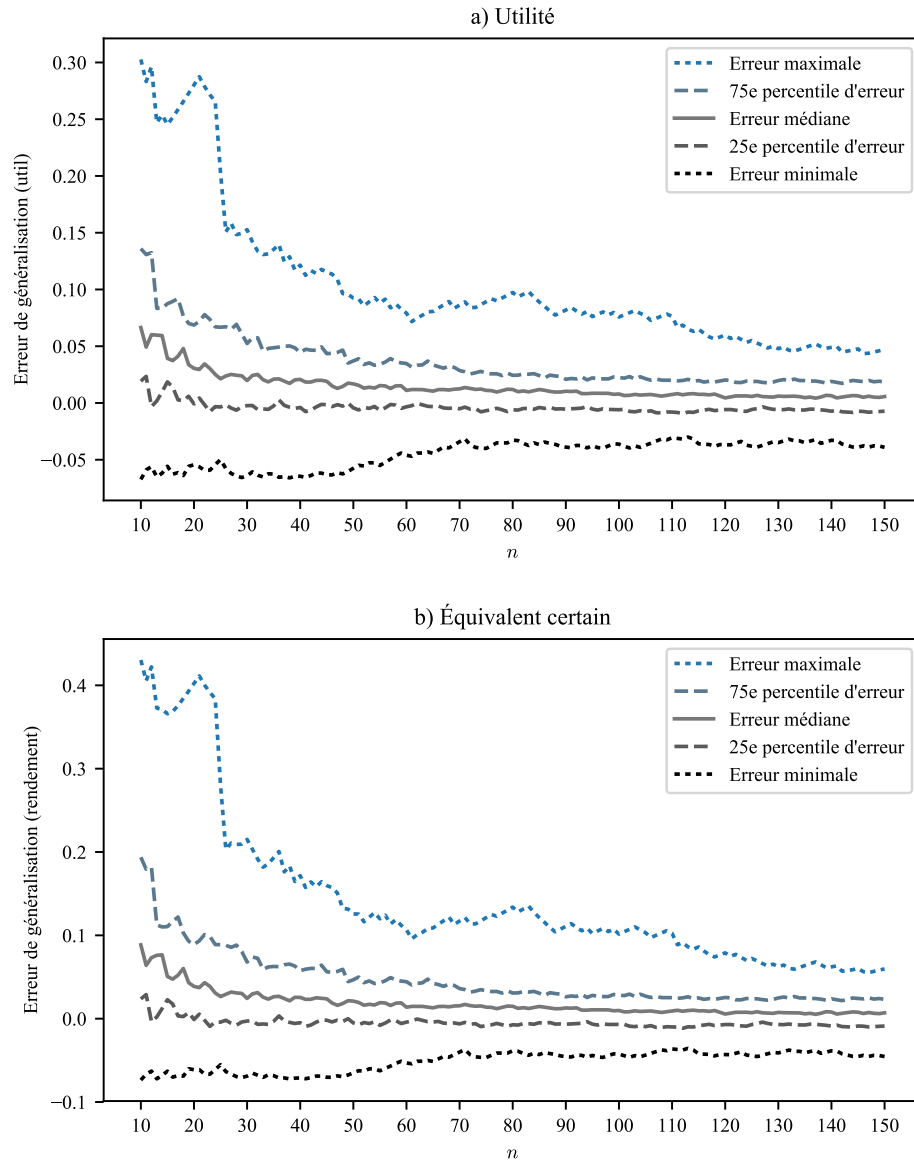 a) Utilité
Erreur de généralisation (util)
0.30
0.25
0.20
0.15
0.10
0.05
0.00
−0.05
Erreur maximale
75e percentile d'erreur
Erreur médiane
25e percentile d'erreur
Erreur minimale
10 20 30 40 50 60 70 80 90 100 110 120 130 140 150
n
b) Équivalent certain
Erreur de généralisation (rendement)
0.4
0.3
0.2
0.1
0.0
−0.1
Erreur maximale
75e percentile d'erreur
Erreur médiane
25e percentile d'erreur
Erreur minimale
10 20 30 40 50 60 70 80 90 100 110 120 130 140 150
n